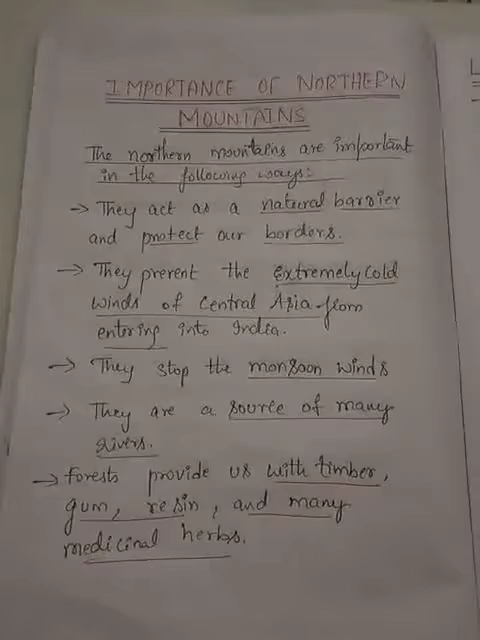 IMPORTANCE OF NORTHERN
MOUNTAINS
The northern mountains are important
in the following ways:
→ They act as a natural barrier
and protect our borders.
→ They prevent the extremely cold
winds of Central Asia from
entering into India.
→ They stop the monsoon winds
→ They are a source of many
rivers.
→ Forests provide us with timber,
gum, resin, and many
medicinal herbs.